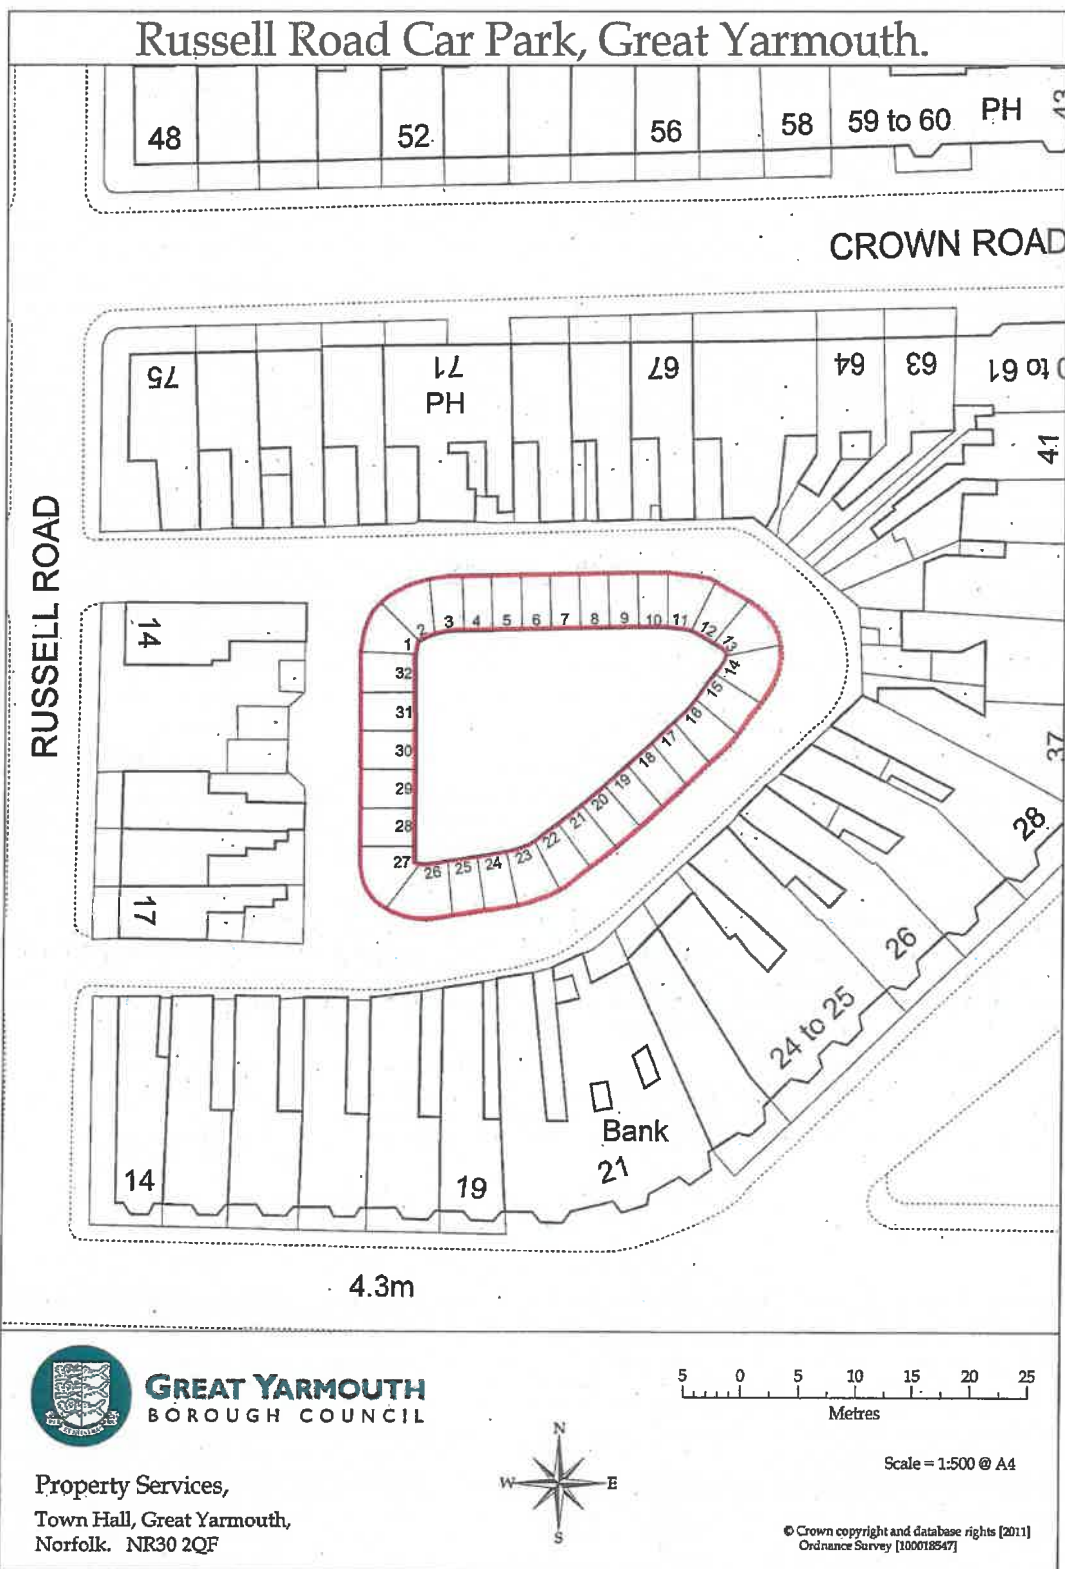 Russell Road Car Park, Great Yarmouth.
48
52
56
58
59 to 60
PH
43
CROWN ROAD
75
71
PH
67
64
63
to 61
41
RUSSELL ROAD
14
17
1
2
3
4
5
6
7
8
9
10
11
12
13
14
15
16
17
18
19
20
21
22
23
24
25
26
27
28
29
30
31
32
37
28
26
24 to 25
Bank
21
19
14
4.3m
GREAT YARMOUTH
BOROUGH COUNCIL
Property Services,
Town Hall, Great Yarmouth,
Norfolk. NR30 2QF
N
W
E
S
5 0 5 10 15 20 25
Metres
Scale = 1:500 @ A4
© Crown copyright and database rights [2011]
Ordnance Survey [100018547]